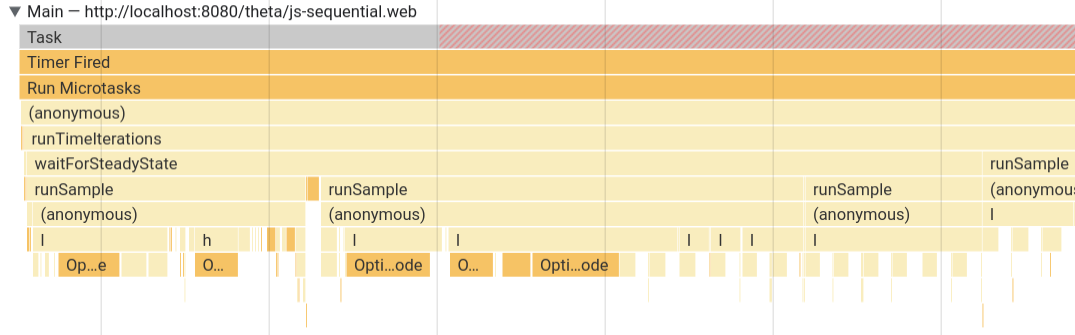 ▼ Main — http://localhost:8080/theta/js-sequential.web
Task
Timer Fired
Run Microtasks
(anonymous)
runTimeIterations
waitForSteadyState runSample
runSample runSample runSample (anonymou
(anonymous) (anonymous) (anonymous) l
l h l l l l l l
Op...e O... Opti...ode O... Opti...ode